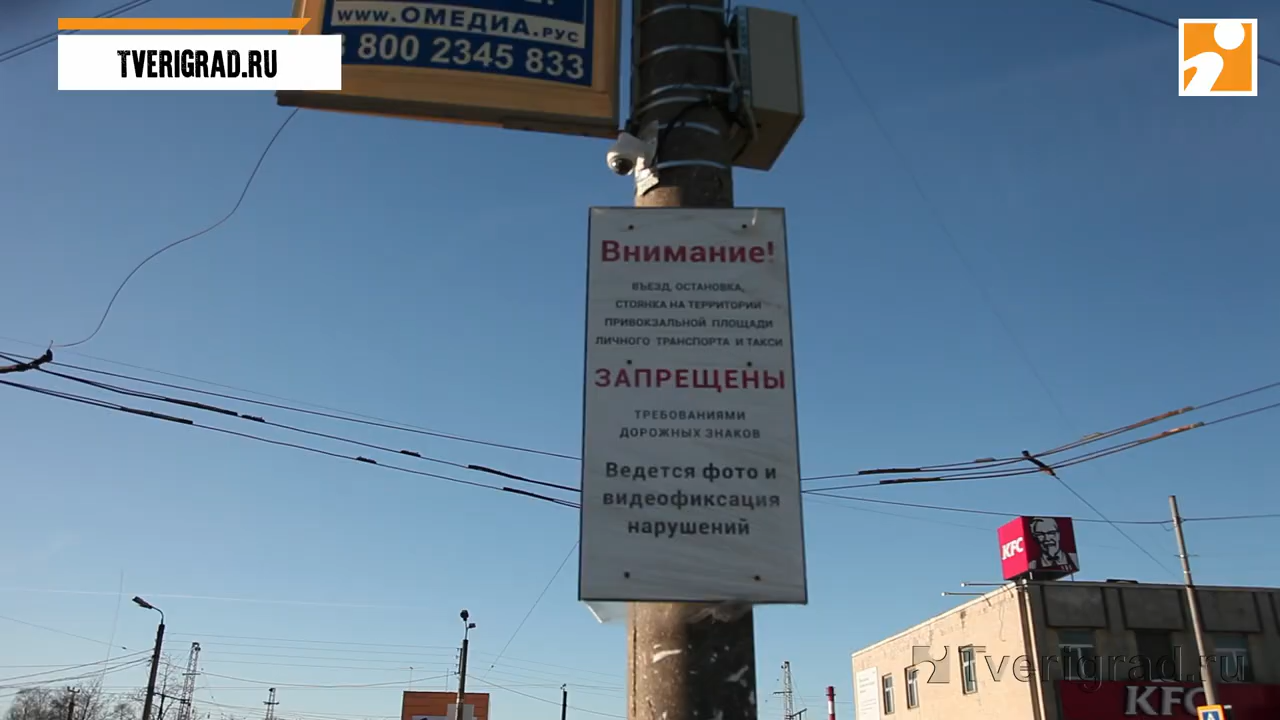 www.ОМЕДИА.РУС
800 2345 833
TVERIGRAD.RU
Внимание!
ВЪЕЗД, ОСТАНОВКА,
СТОЯНКА НА ТЕРРИТОРИИ
ПРИВОКЗАЛЬНОЙ ПЛОЩАДИ
ЛИЧНОГО ТРАНСПОРТА И ТАКСИ
ЗАПРЕЩЕНЫ
ТРЕБОВАНИЯМИ
ДОРОЖНЫХ ЗНАКОВ
Ведется фото и
видеофиксация
нарушений
KFC
Tverigrad.ru
KFC